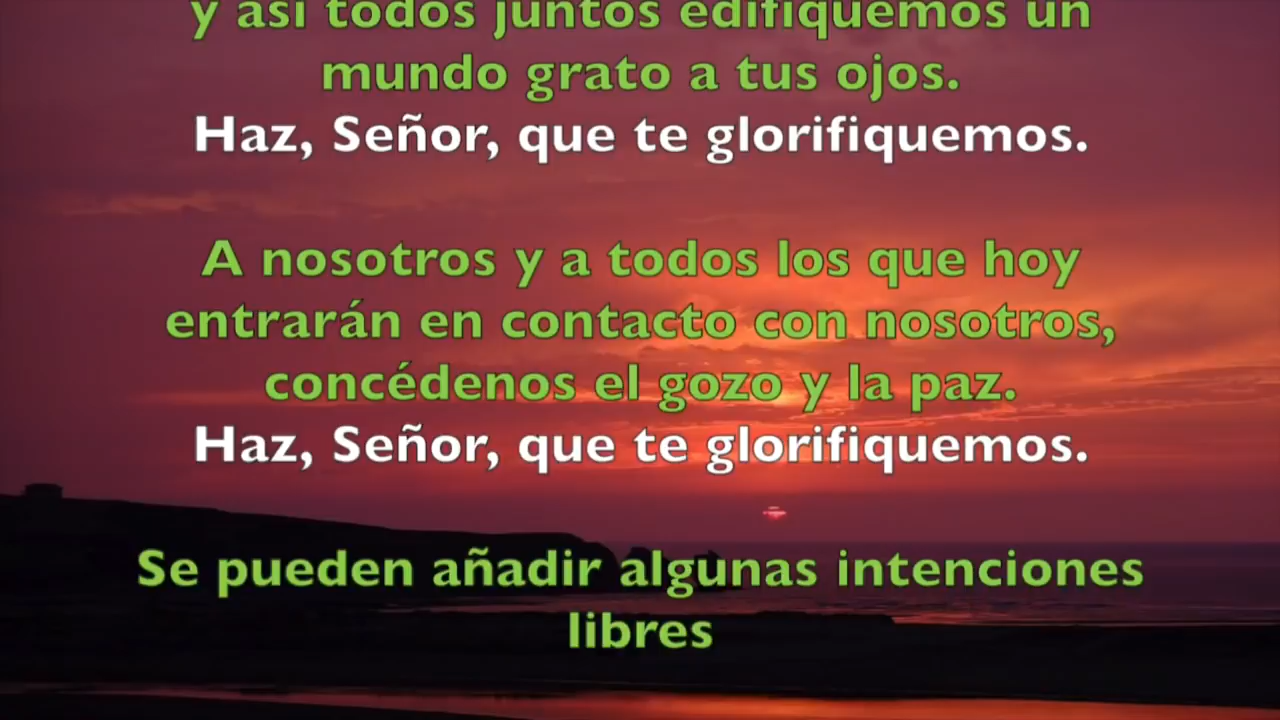 y así todos juntos edifiquemos un
mundo grato a tus ojos.
Haz, Señor, que te glorifiquemos.
A nosotros y a todos los que hoy
entrarán en contacto con nosotros,
concédenos el gozo y la paz.
Haz, Señor, que te glorifiquemos.
Se pueden añadir algunas intenciones
libres